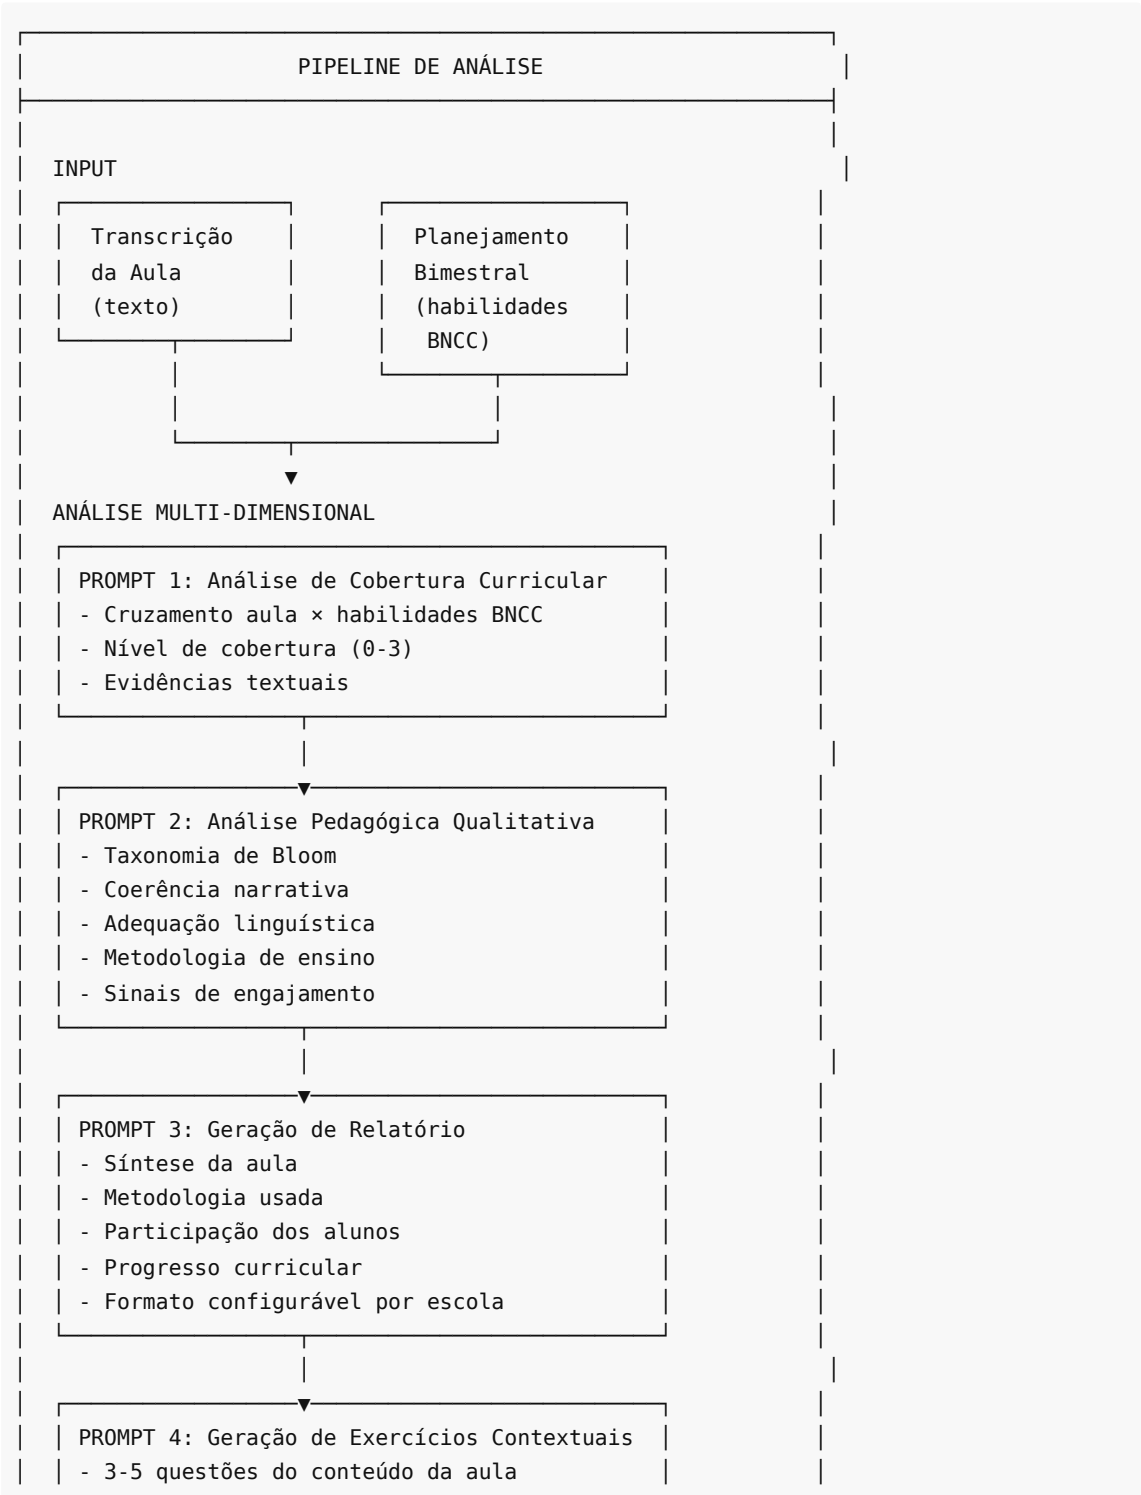 PIPELINE DE ANÁLISE
INPUT
Transcrição Planejamento
da Aula Bimestral
(texto) (habilidades
BNCC)
ANÁLISE MULTI-DIMENSIONAL
PROMPT 1: Análise de Cobertura Curricular
- Cruzamento aula × habilidades BNCC
- Nível de cobertura (0-3)
- Evidências textuais
PROMPT 2: Análise Pedagógica Qualitativa
- Taxonomia de Bloom
- Coerência narrativa
- Adequação linguística
- Metodologia de ensino
- Sinais de engajamento
PROMPT 3: Geração de Relatório
- Síntese da aula
- Metodologia usada
- Participação dos alunos
- Progresso curricular
- Formato configurável por escola
PROMPT 4: Geração de Exercícios Contextuais
- 3-5 questões do conteúdo da aula